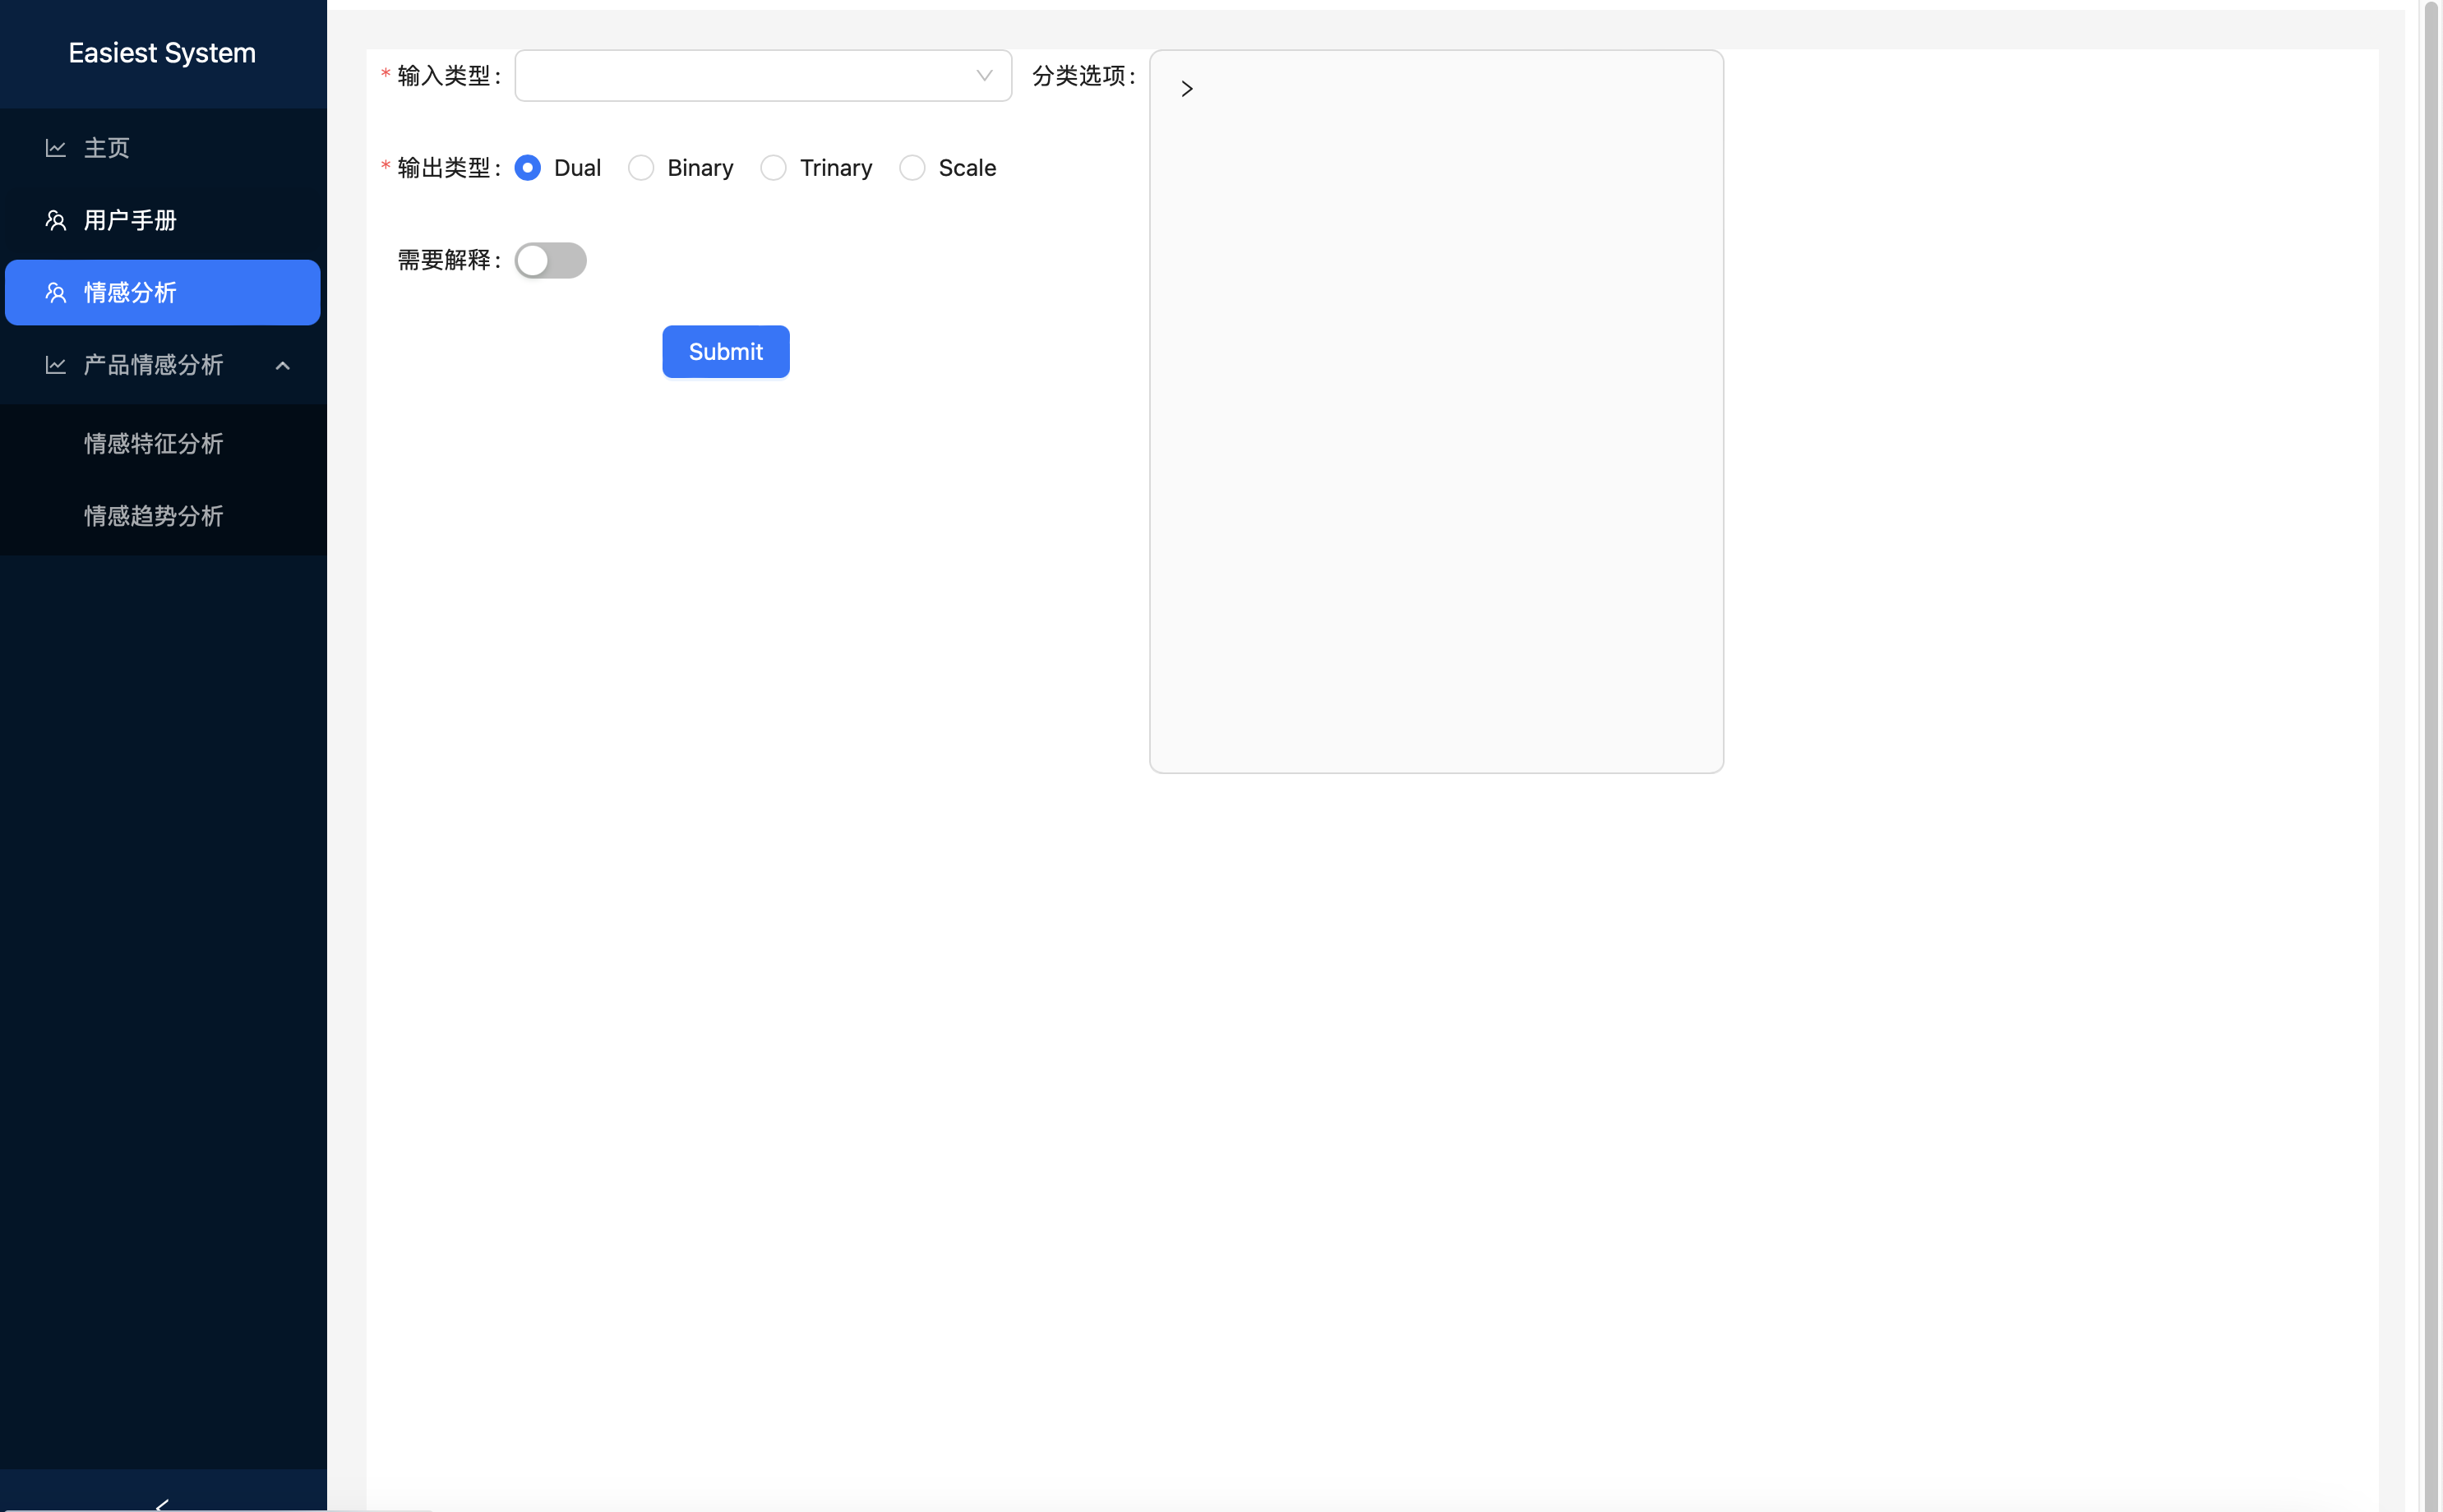 Easiest System
主页
用户手册
情感分析
产品情感分析
情感特征分析
情感趋势分析
* 输入类型:
分类选项:
* 输出类型: Dual Binary Trinary Scale
需要解释:
Submit